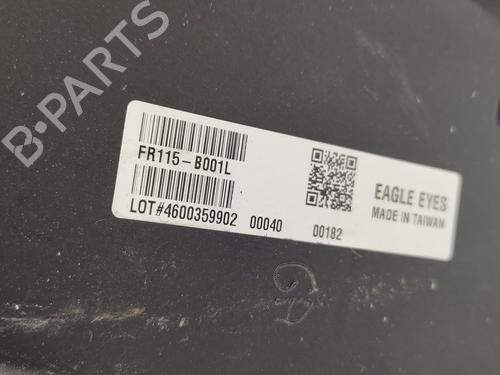 B-PARTS
FR115-B001L
LOT#4600359902 00040 00182
EAGLE EYES
MADE IN TAIWAN